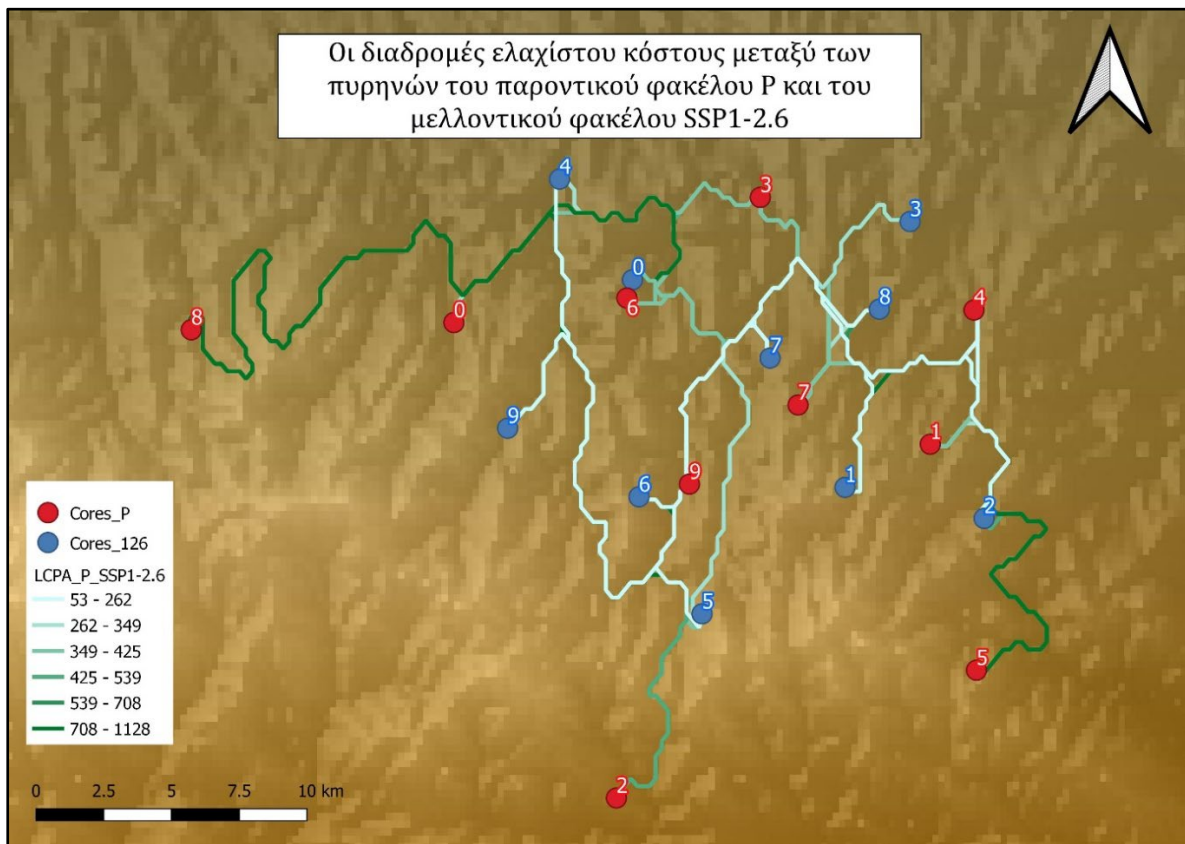 Οι διαδρομές ελαχίστου κόστους μεταξύ των
πυρηνών του παροντικού φακέλου P και του
μελλοντικού φακέλου SSP1-2.6
4
3
3
0
6
8
4
8
0
7
7
9
1
6
9
1
2
5
5
2
Cores_P
Cores_126
LCPA_P_SSP1-2.6
53 - 262
262 - 349
349 - 425
425 - 539
539 - 708
708 - 1128
0 2.5 5 7.5 10 km